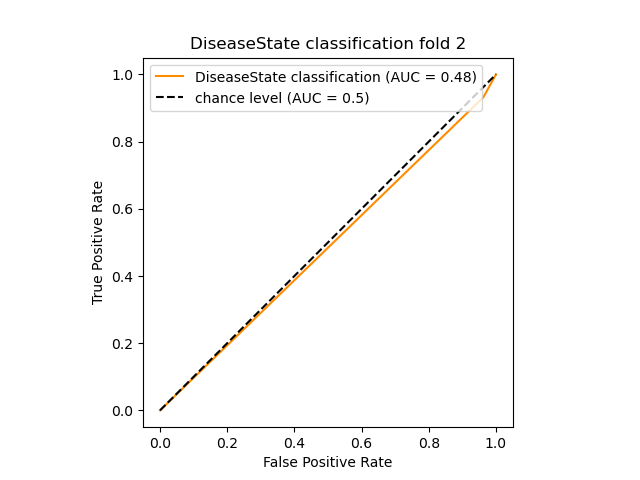 DiseaseState classification fold 2
DiseaseState classification (AUC = 0.48)
chance level (AUC = 0.5)
1.0
0.8
0.6
0.4
0.2
0.0
True Positive Rate
0.0 0.2 0.4 0.6 0.8 1.0
False Positive Rate